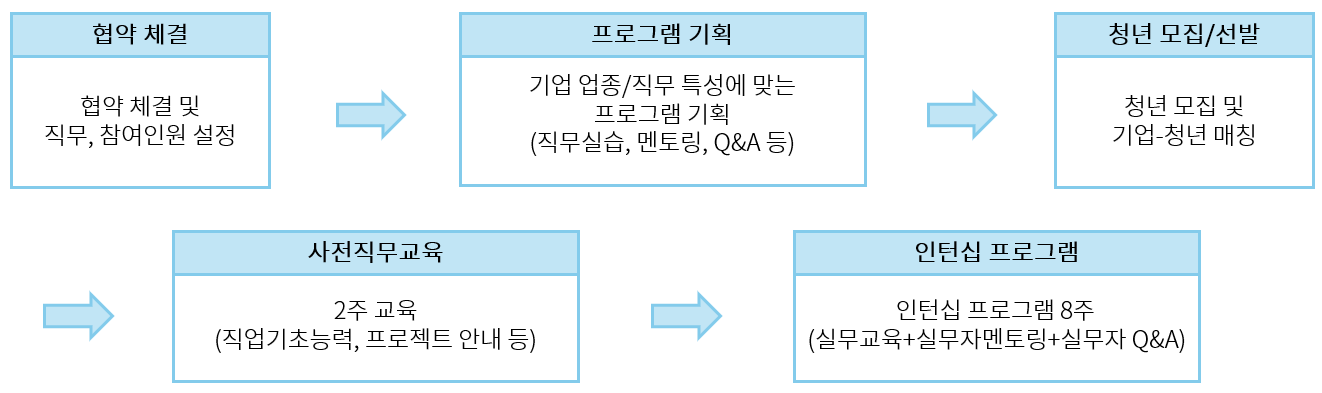 협약 체결
협약 체결 및
직무, 참여인원 설정
프로그램 기획
기업 업종/직무 특성에 맞는
프로그램 기획
(직무실습, 멘토링, Q&A 등)
청년 모집/선발
청년 모집 및
기업-청년 매칭
사전직무교육
2주 교육
(직업기초능력, 프로젝트 안내 등)
인턴십 프로그램
인턴십 프로그램 8주
(실무교육+실무자멘토링+실무자 Q&A)